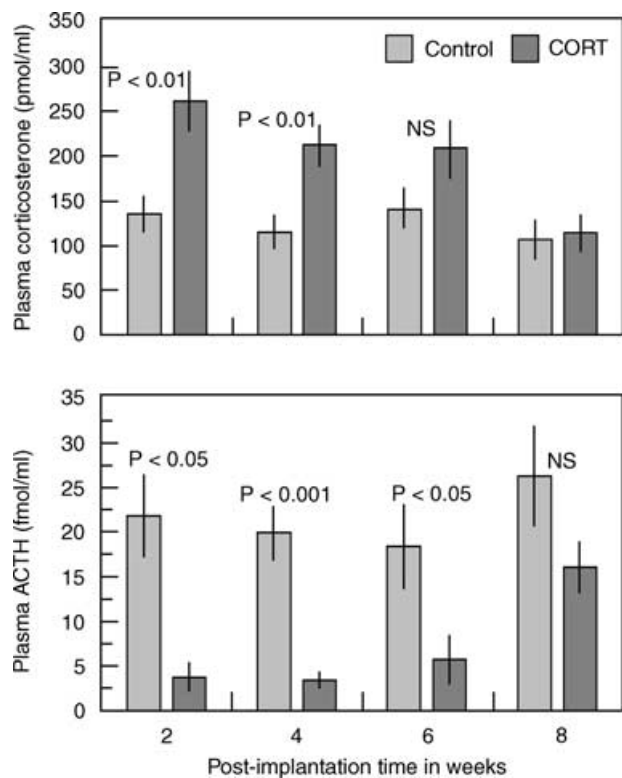 350
300
250
200
150
100
50
0
Plasma corticosterone (pmol/ml)
Control
CORT
P < 0.01
P < 0.01
NS
35
30
25
20
15
10
5
0
Plasma ACTH (fmol/ml)
P < 0.05
P < 0.001
P < 0.05
NS
2 4 6 8
Post-implantation time in weeks